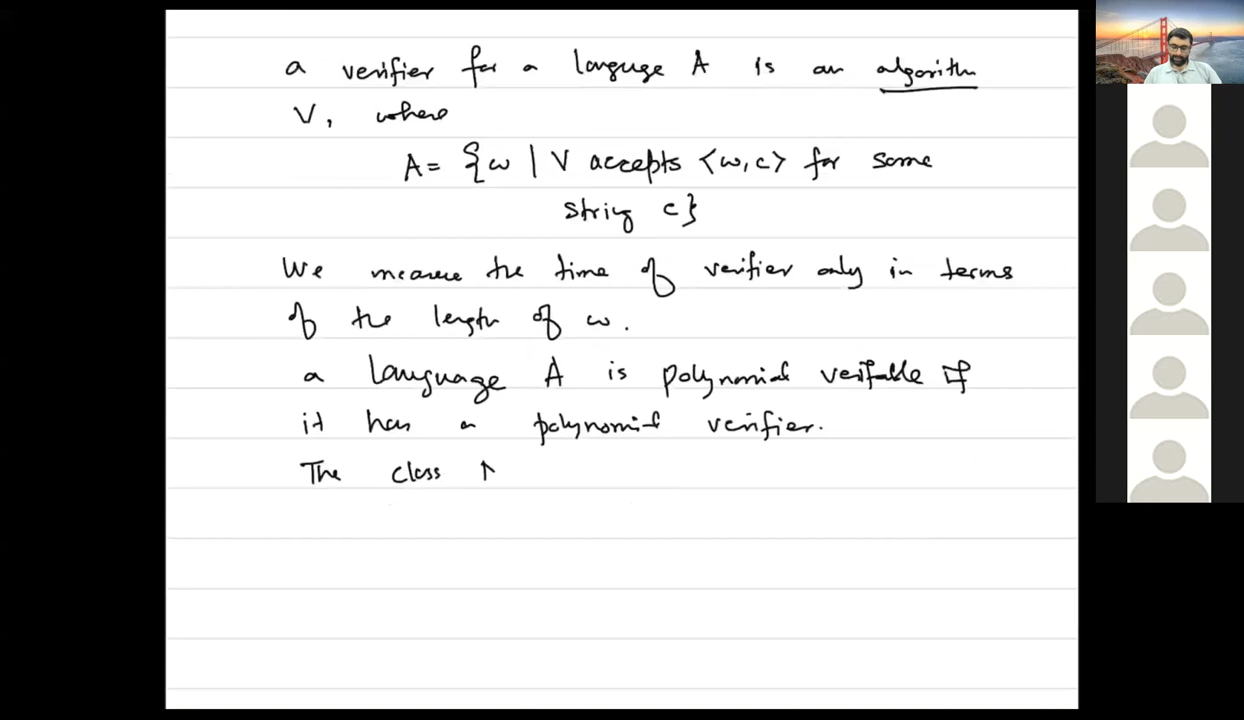 a verifier for a language A is an algorithm
V, where
A = {w | V accepts <w, c> for some
string c}
We measure the time of verifier only in terms
of the length of w.
a language A is polynomial verifable if
it has a polynomial verifier.
The class N